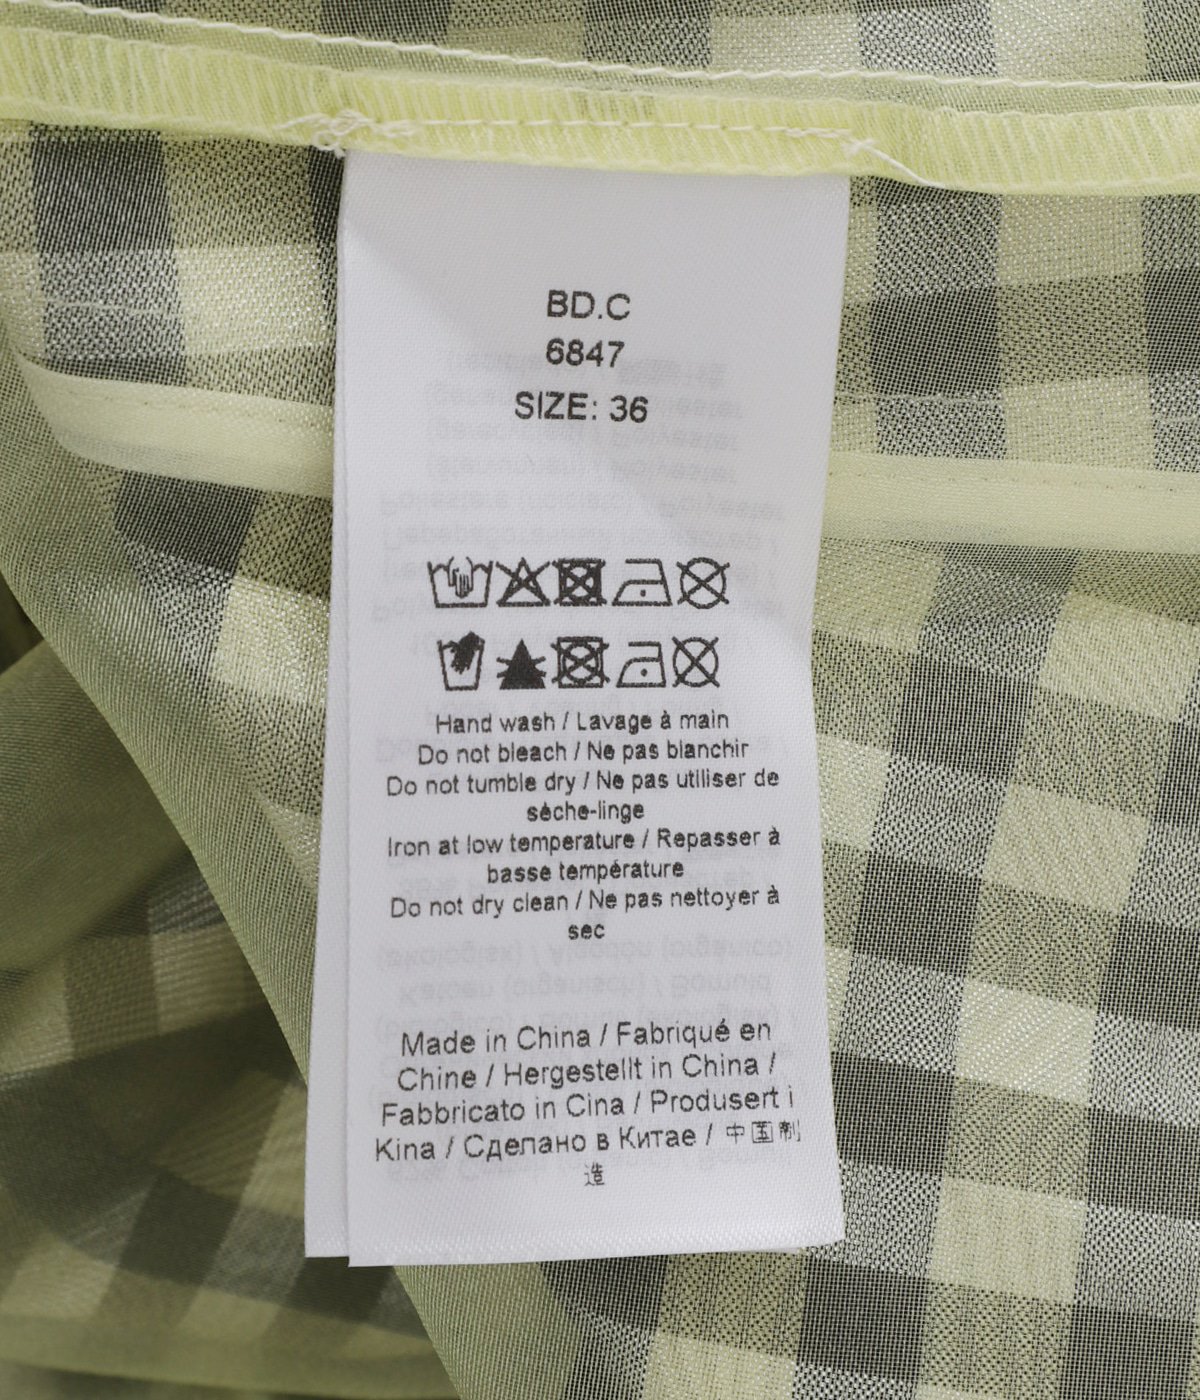 BD.C
6847
SIZE: 36
Hand wash / Lavage à main
Do not bleach / Ne pas blanchir
Do not tumble dry / Ne pas utiliser de
sèche-linge
Iron at low temperature / Repasser à
basse température
Do not dry clean / Ne pas nettoyer à
sec
Made in China / Fabriqué en
Chine / Hergestellt in China /
Fabbricato in Cina / Produsert i
Kina / Сделано в Китае / 中国制
造